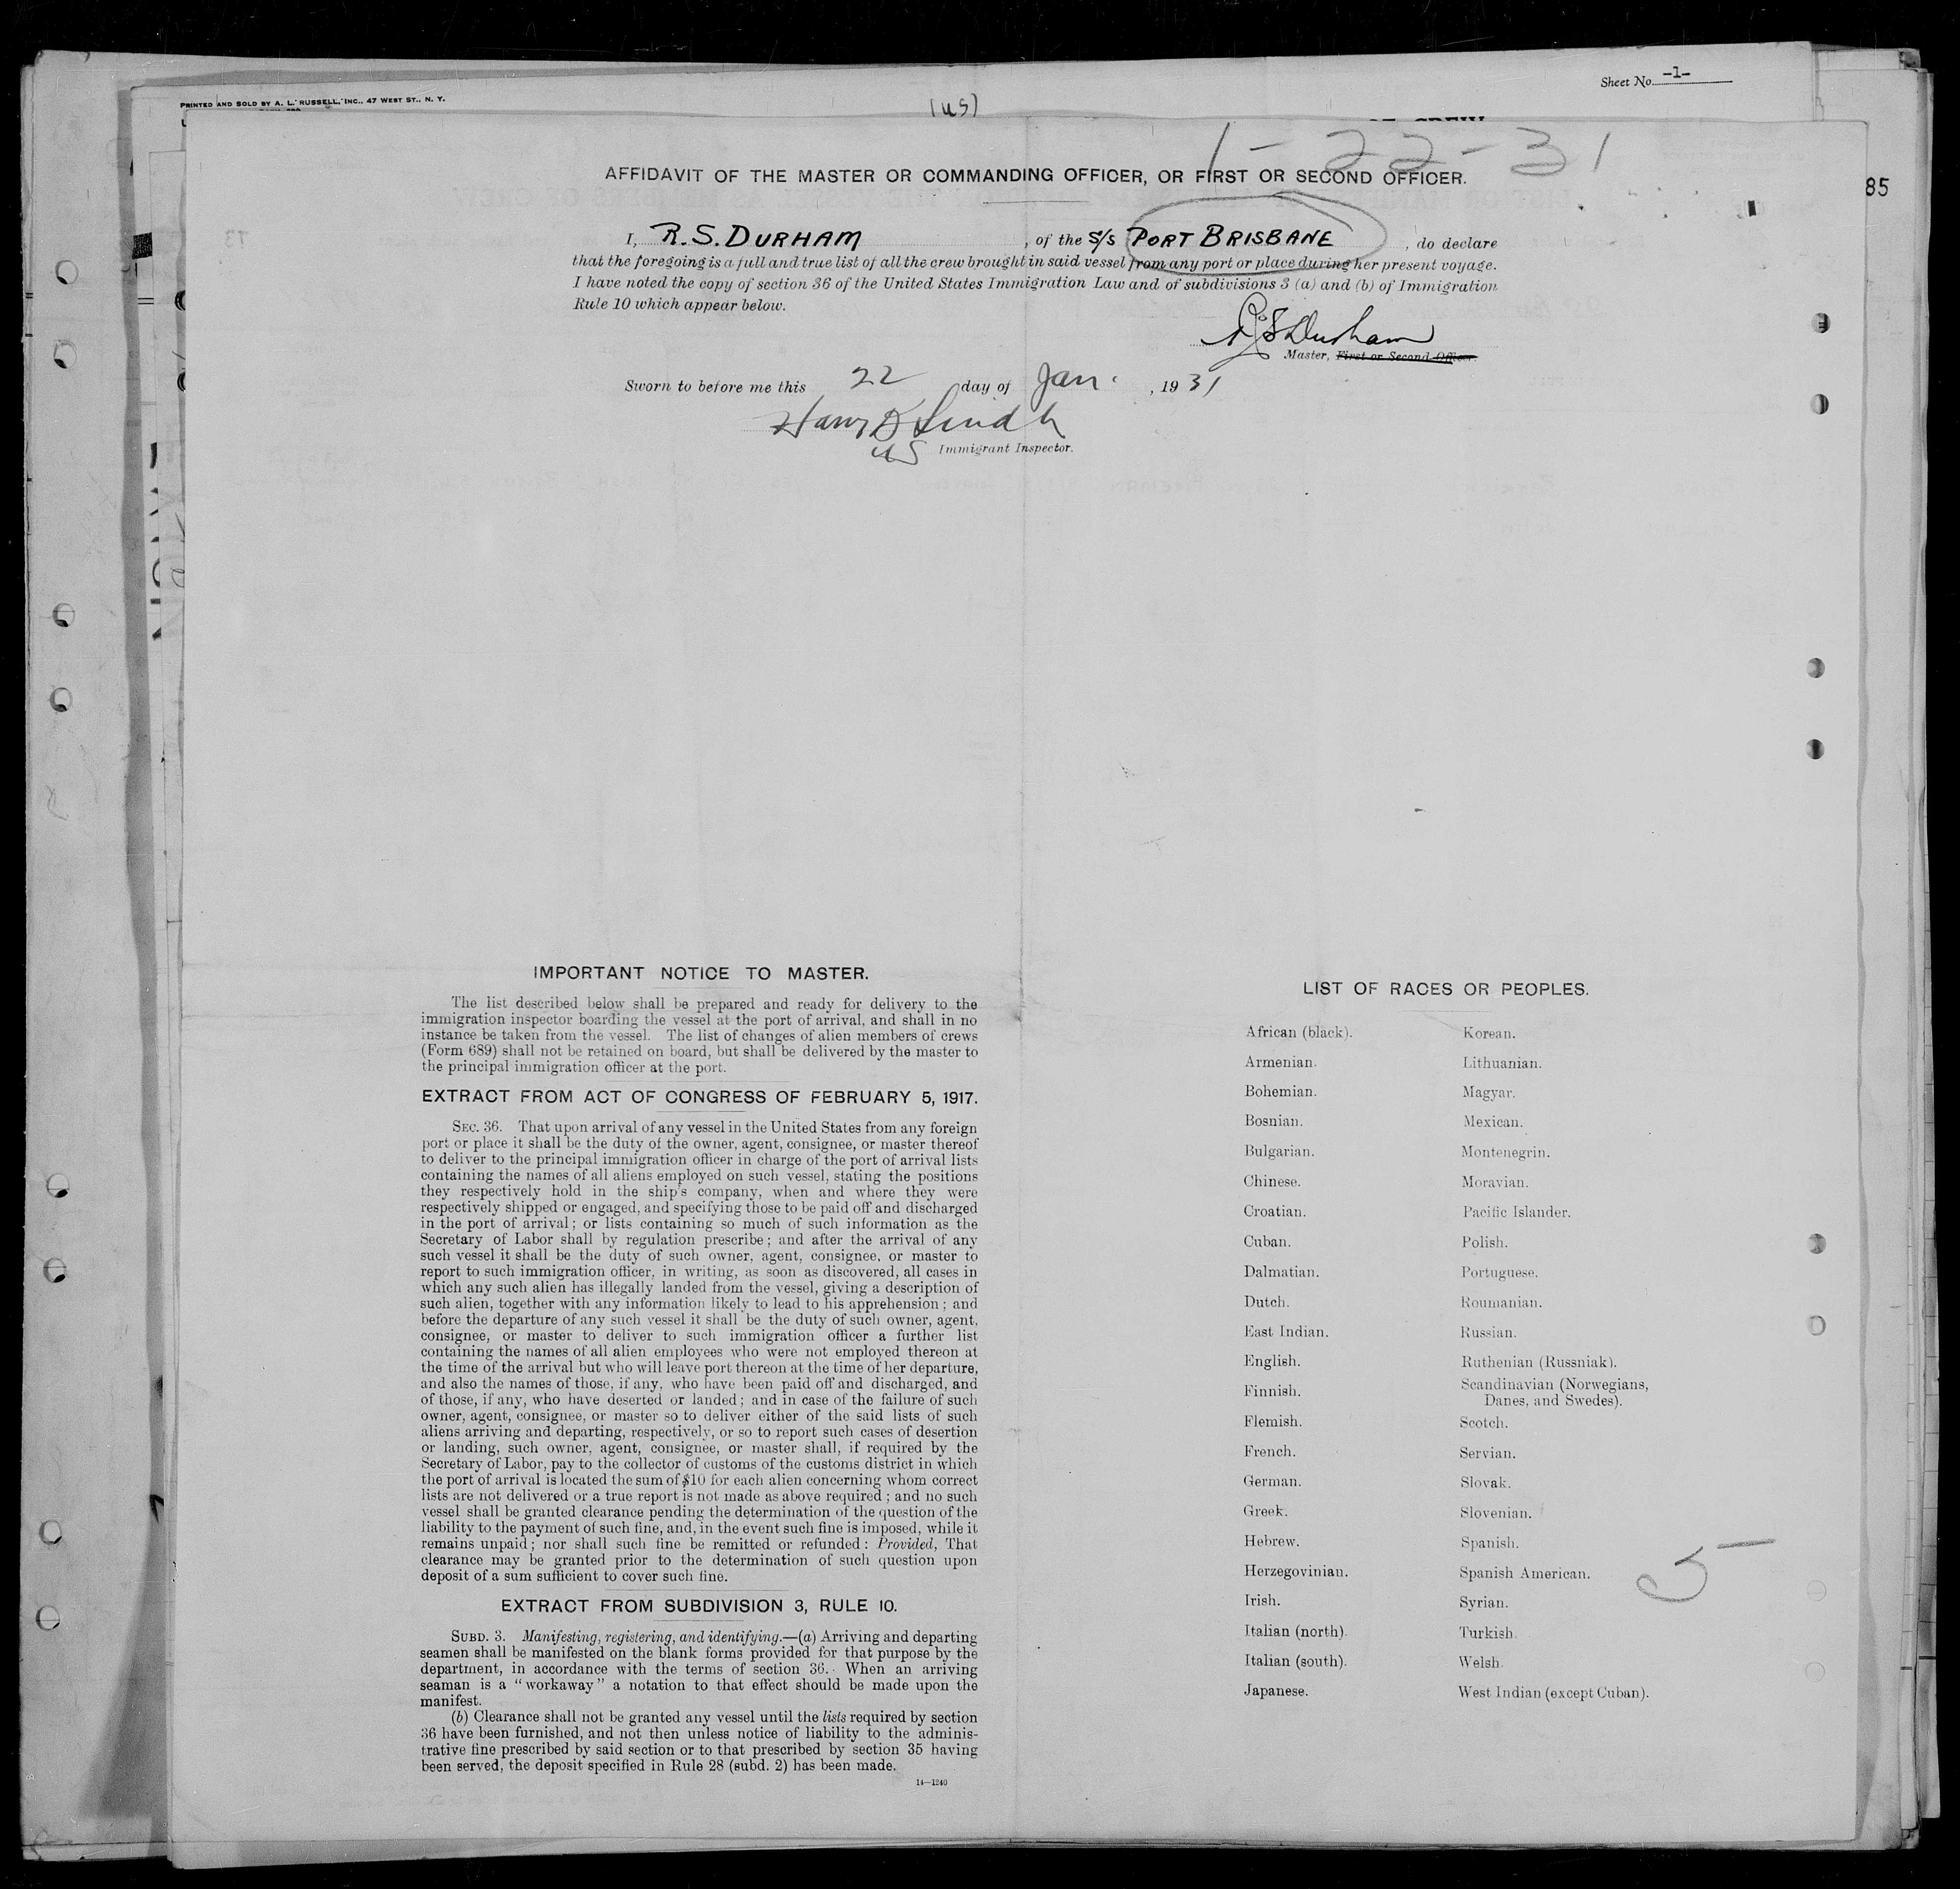 Sheet No. -1-
PRINTED AND SOLD BY A. L. RUSSELL, INC., 47 WEST ST., N. Y.
(us)
1-22-31
85
AFFIDAVIT OF THE MASTER OR COMMANDING OFFICER, OR FIRST OR SECOND OFFICER.
I, R. S. DURHAM, of the S/S PORT BRISBANE, do declare
that the foregoing is a full and true list of all the crew brought in said vessel from any port or place during her present voyage.
I have noted the copy of section 36 of the United States Immigration Law and of subdivisions 3 (a) and (b) of Immigration
Rule 10 which appear below.
R S Durham
Master, First or Second Officer.
Sworn to before me this 22 day of Jan. , 1931
Harry
US Immigrant Inspector.
IMPORTANT NOTICE TO MASTER.
The list described below shall be prepared and ready for delivery to the
immigration inspector boarding the vessel at the port of arrival, and shall in no
instance be taken from the vessel. The list of changes of alien members of crews
(Form 689) shall not be retained on board, but shall be delivered by the master to
the principal immigration officer at the port.
EXTRACT FROM ACT OF CONGRESS OF FEBRUARY 5, 1917.
SEC. 36. That upon arrival of any vessel in the United States from any foreign
port or place it shall be the duty of the owner, agent, consignee, or master thereof
to deliver to the principal immigration officer in charge of the port of arrival lists
containing the names of all aliens employed on such vessel, stating the positions
they respectively hold in the ship's company, when and where they were
respectively shipped or engaged, and specifying those to be paid off and discharged
in the port of arrival; or lists containing so much of such information as the
Secretary of Labor shall by regulation prescribe; and after the arrival of any
such vessel it shall be the duty of such owner, agent, consignee, or master to
report to such immigration officer, in writing, as soon as discovered, all cases in
which any such alien has illegally landed from the vessel, giving a description of
such alien, together with any information likely to lead to his apprehension; and
before the departure of any such vessel it shall be the duty of such owner, agent,
consignee, or master to deliver to such immigration officer a further list
containing the names of all alien employees who were not employed thereon at
the time of the arrival but who will leave port thereon at the time of her departure,
and also the names of those, if any, who have been paid off and discharged, and
of those, if any, who have deserted or landed; and in case of the failure of such
owner, agent, consignee, or master so to deliver either of the said lists of such
aliens arriving and departing, respectively, or so to report such cases of desertion
or landing, such owner, agent, consignee, or master shall, if required by the
Secretary of Labor, pay to the collector of customs of the customs district in which
the port of arrival is located the sum of $10 for each alien concerning whom correct
lists are not delivered or a true report is not made as above required; and no such
vessel shall be granted clearance pending the determination of the question of the
liability to the payment of such fine, and, in the event such fine is imposed, while it
remains unpaid; nor shall such fine be remitted or refunded: Provided, That
clearance may be granted prior to the determination of such question upon
deposit of a sum sufficient to cover such fine.
EXTRACT FROM SUBDIVISION 3, RULE 10.
SUBD. 3. Manifesting, registering, and identifying.—(a) Arriving and departing
seamen shall be manifested on the blank forms provided for that purpose by the
department, in accordance with the terms of section 36. When an arriving
seaman is a "workaway" a notation to that effect should be made upon the
manifest.
(b) Clearance shall not be granted any vessel until the lists required by section
36 have been furnished, and not then unless notice of liability to the adminis-
trative fine prescribed by said section or to that prescribed by section 35 having
been served, the deposit specified in Rule 28 (subd. 2) has been made.
14—1240
LIST OF RACES OR PEOPLES.
African (black). Korean.
Armenian. Lithuanian.
Bohemian. Magyar.
Bosnian. Mexican.
Bulgarian. Montenegrin.
Chinese. Moravian.
Croatian. Pacific Islander.
Cuban. Polish.
Dalmatian. Portuguese.
Dutch. Roumanian.
East Indian. Russian.
English. Ruthenian (Russniak).
Finnish. Scandinavian (Norwegians,
Danes, and Swedes).
Flemish. Scotch.
French. Servian.
German. Slovak.
Greek. Slovenian.
Hebrew. Spanish.
Herzegovinian. Spanish American.
Irish. Syrian.
Italian (north). Turkish.
Italian (south). Welsh.
Japanese. West Indian (except Cuban).
5